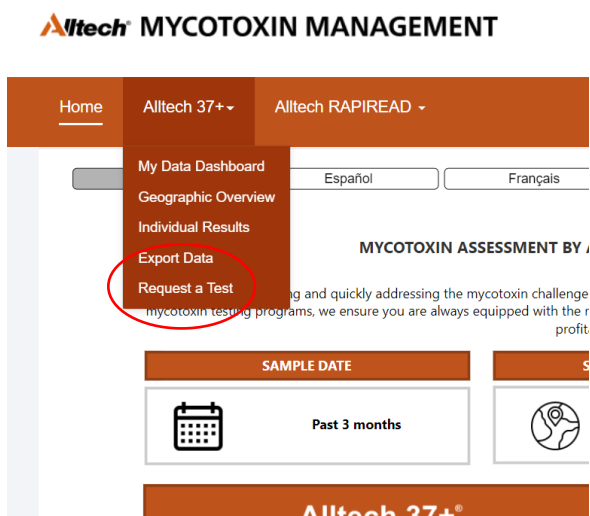 Alltech® MYCOTOXIN MANAGEMENT
Home Alltech 37+ Alltech RAPIREAD
My Data Dashboard
Geographic Overview
Individual Results
Export Data
Request a Test
Español Français
MYCOTOXIN ASSESSMENT BY
and quickly addressing the mycotoxin challenge
mycotoxin testing programs, we ensure you are always equipped with the
SAMPLE DATE
Past 3 months
Alltech 37+®